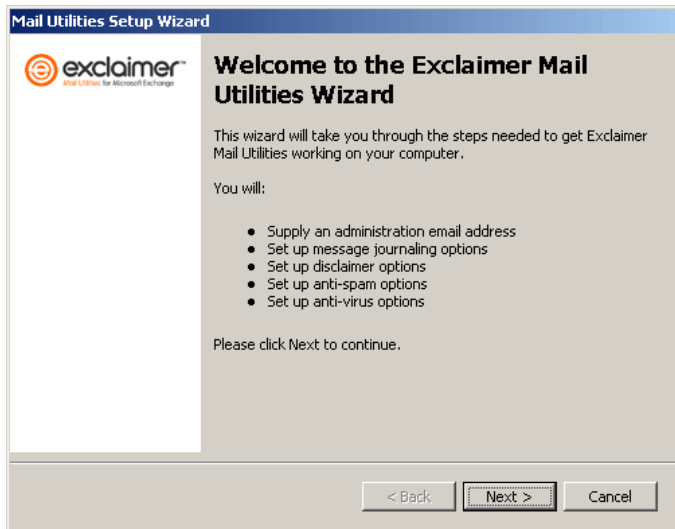 Mail Utilities Setup Wizard
exclaimer™
Mail Utilities for Microsoft Exchange
Welcome to the Exclaimer Mail
Utilities Wizard
This wizard will take you through the steps needed to get Exclaimer
Mail Utilities working on your computer.
You will:
● Supply an administration email address
● Set up message journaling options
● Set up disclaimer options
● Set up anti-spam options
● Set up anti-virus options
Please click Next to continue.
< Back Next > Cancel